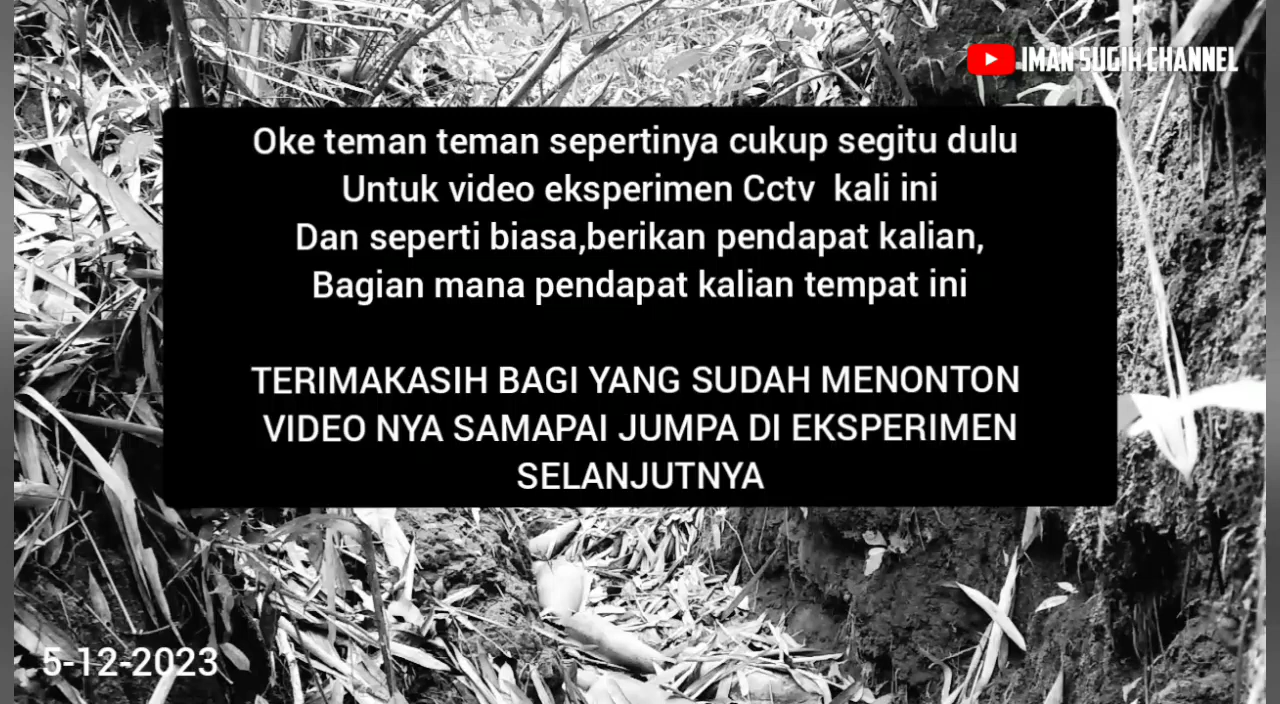 IMAN SUGIH CHANNEL
Oke teman teman sepertinya cukup segitu dulu
Untuk video eksperimen Cctv kali ini
Dan seperti biasa,berikan pendapat kalian,
Bagian mana pendapat kalian tempat ini
TERIMAKASIH BAGI YANG SUDAH MENONTON
VIDEO NYA SAMAPAI JUMPA DI EKSPERIMEN
SELANJUTNYA
5-12-2023